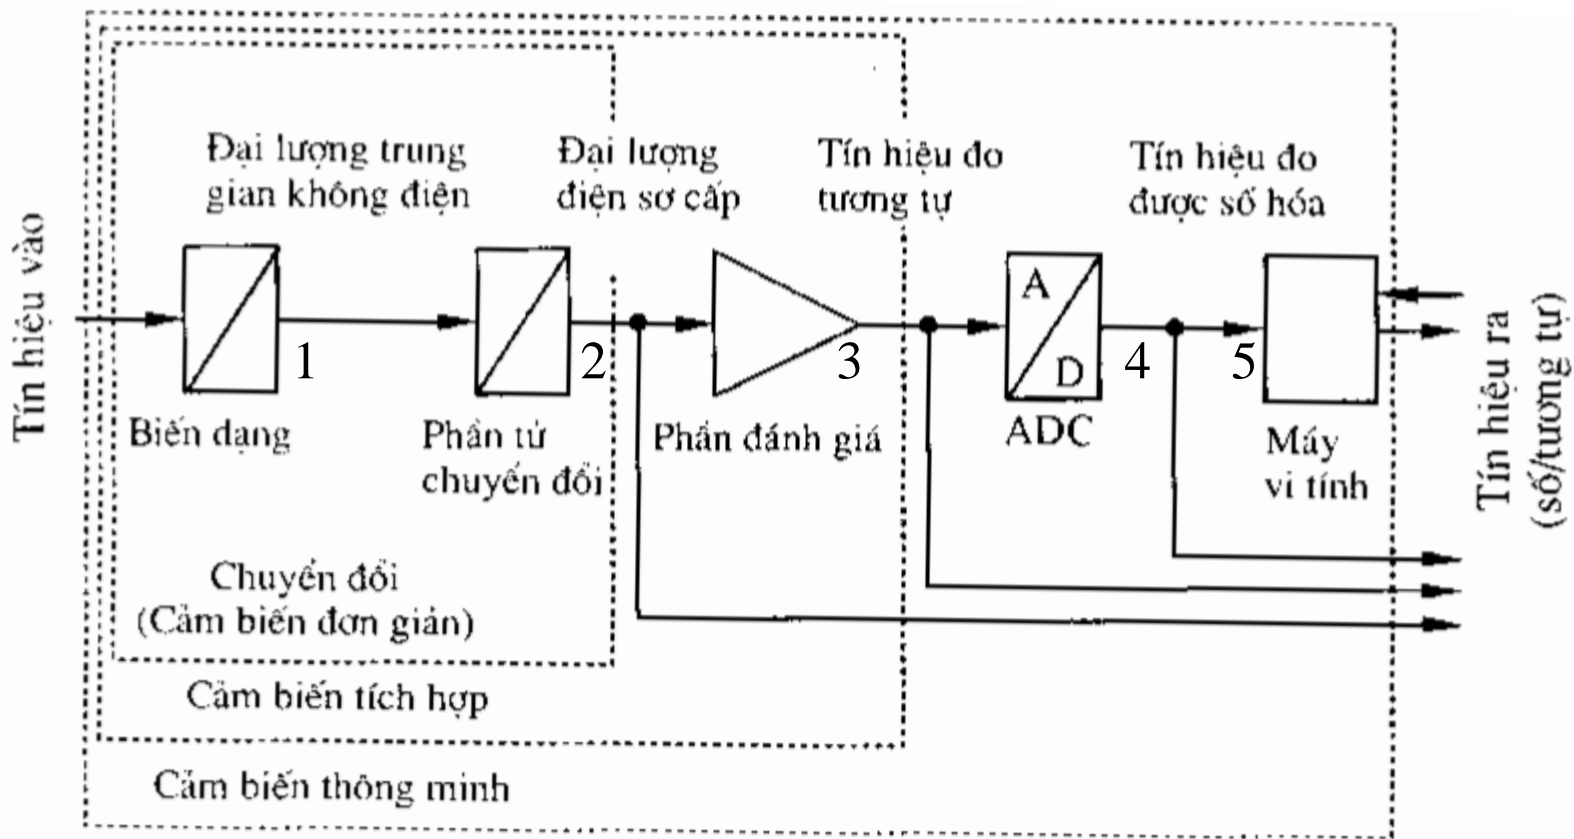 Đại lượng trung
gian không điện
Đại lượng
điện sơ cấp
Tín hiệu đo
tương tự
Tín hiệu đo
được số hóa
Tín hiệu vào
1
2
3
A
D
4
5
Biến dạng
Phần tử
chuyển đổi
Phần đánh giá
ADC
Máy
vi tính
Tín hiệu ra
(số/tương tự)
Chuyển đổi
(Cảm biến đơn giản)
Cảm biến tích hợp
Cảm biến thông minh